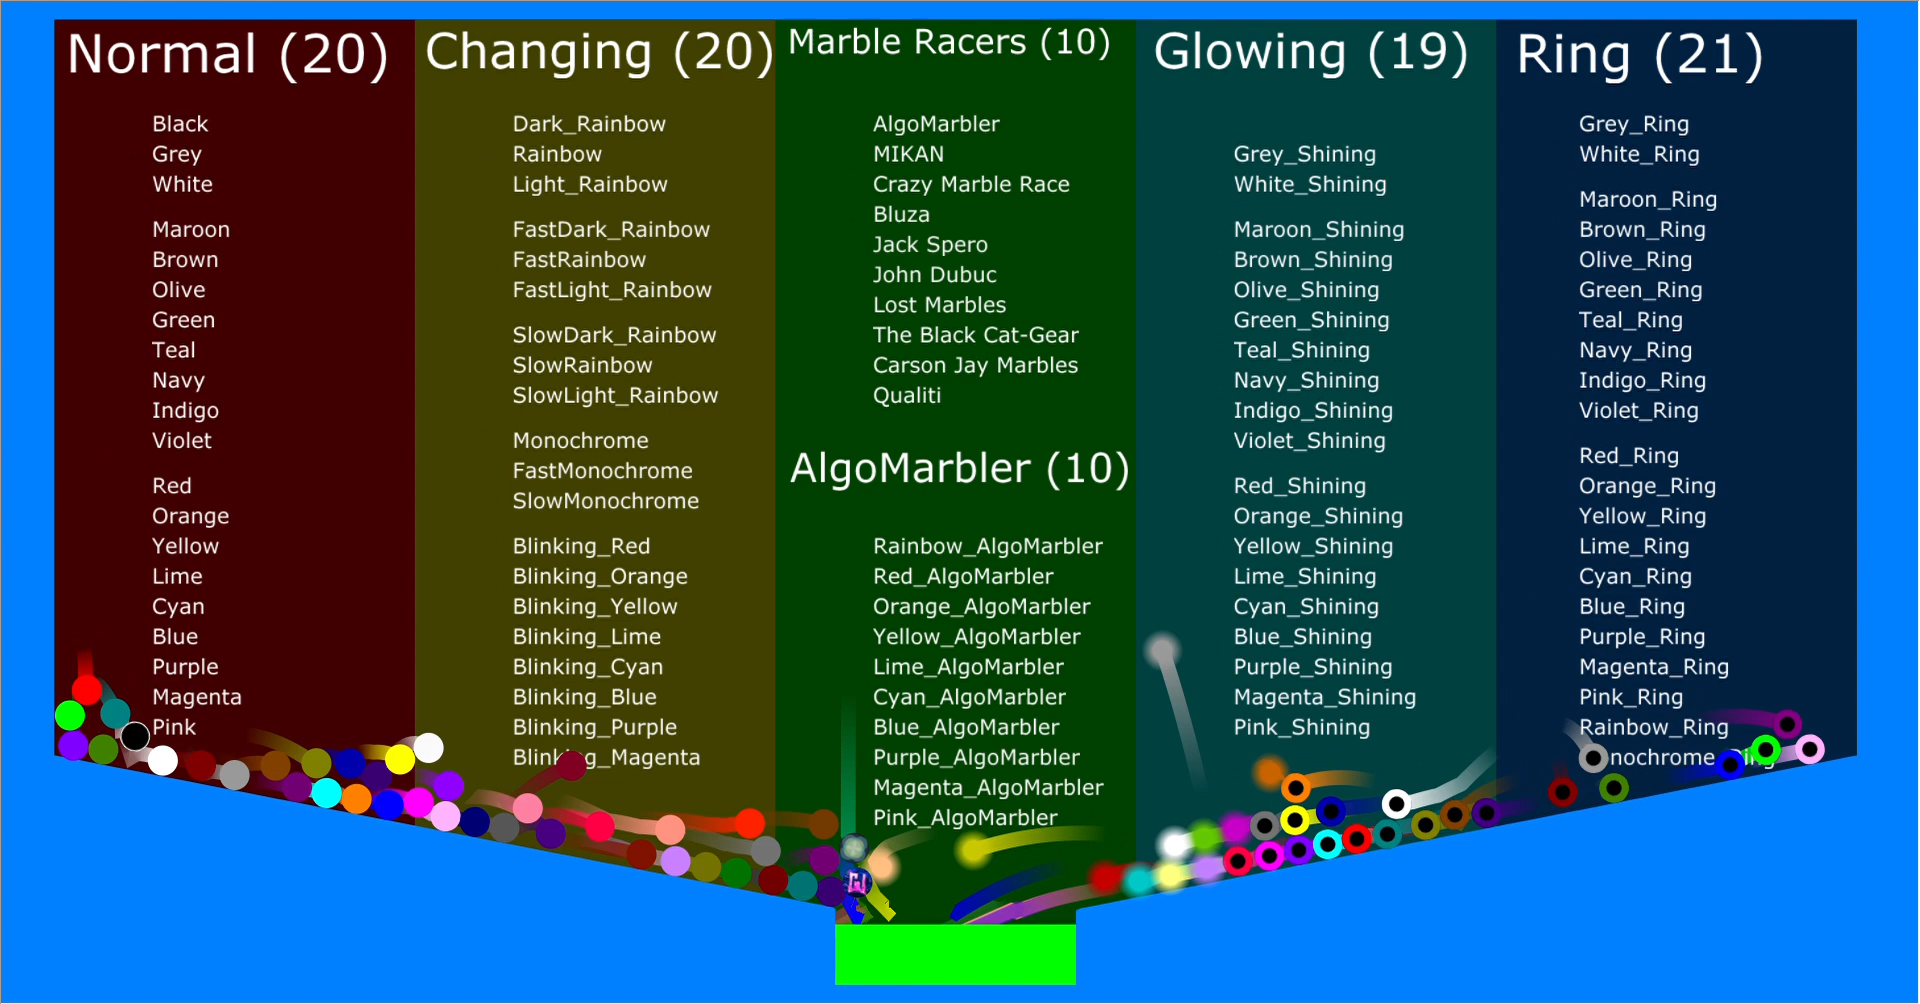 Normal (20)
Black
Grey
White
Maroon
Brown
Olive
Green
Teal
Navy
Indigo
Violet
Red
Orange
Yellow
Lime
Cyan
Blue
Purple
Magenta
Pink
Changing (20)
Dark_Rainbow
Rainbow
Light_Rainbow
FastDark_Rainbow
FastRainbow
FastLight_Rainbow
SlowDark_Rainbow
SlowRainbow
SlowLight_Rainbow
Monochrome
FastMonochrome
SlowMonochrome
Blinking_Red
Blinking_Orange
Blinking_Yellow
Blinking_Lime
Blinking_Cyan
Blinking_Blue
Blinking_Purple
Blinking_Magenta
Marble Racers (10)
AlgoMarbler
MIKAN
Crazy Marble Race
Bluza
Jack Spero
John Dubuc
Lost Marbles
The Black Cat-Gear
Carson Jay Marbles
Qualiti
AlgoMarbler (10)
Rainbow_AlgoMarbler
Red_AlgoMarbler
Orange_AlgoMarbler
Yellow_AlgoMarbler
Lime_AlgoMarbler
Cyan_AlgoMarbler
Blue_AlgoMarbler
Purple_AlgoMarbler
Magenta_AlgoMarbler
Pink_AlgoMarbler
Glowing (19)
Grey_Shining
White_Shining
Maroon_Shining
Brown_Shining
Olive_Shining
Green_Shining
Teal_Shining
Navy_Shining
Indigo_Shining
Violet_Shining
Red_Shining
Orange_Shining
Yellow_Shining
Lime_Shining
Cyan_Shining
Blue_Shining
Purple_Shining
Magenta_Shining
Pink_Shining
Ring (21)
Grey_Ring
White_Ring
Maroon_Ring
Brown_Ring
Olive_Ring
Green_Ring
Teal_Ring
Navy_Ring
Indigo_Ring
Violet_Ring
Red_Ring
Orange_Ring
Yellow_Ring
Lime_Ring
Cyan_Ring
Blue_Ring
Purple_Ring
Magenta_Ring
Pink_Ring
Rainbow_Ring
Monochrome_Ring